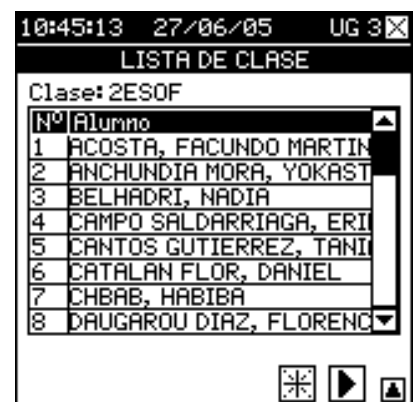 10:45:13 27/06/05 UG 3
LISTA DE CLASE
Clase: 2ESOF
Nº Alumno
1 ACOSTA, FACUNDO MARTIN
2 ANCHUNDIA MORA, YOKAST
3 BELHADRI, NADIA
4 CAMPO SALDARRIAGA, ERI
5 CANTOS GUTIERREZ, TANI
6 CATALAN FLOR, DANIEL
7 CHBAB, HABIBA
8 DAUGAROU DIAZ, FLORENC